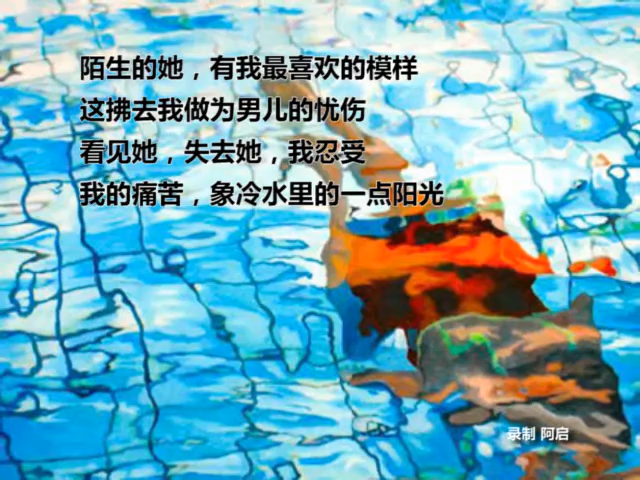 陌生的她，有我最喜欢的模样
这拂去我做为男儿的忧伤
看见她，失去她，我忍受
我的痛苦，象冷水里的一点阳光
录制 阿启